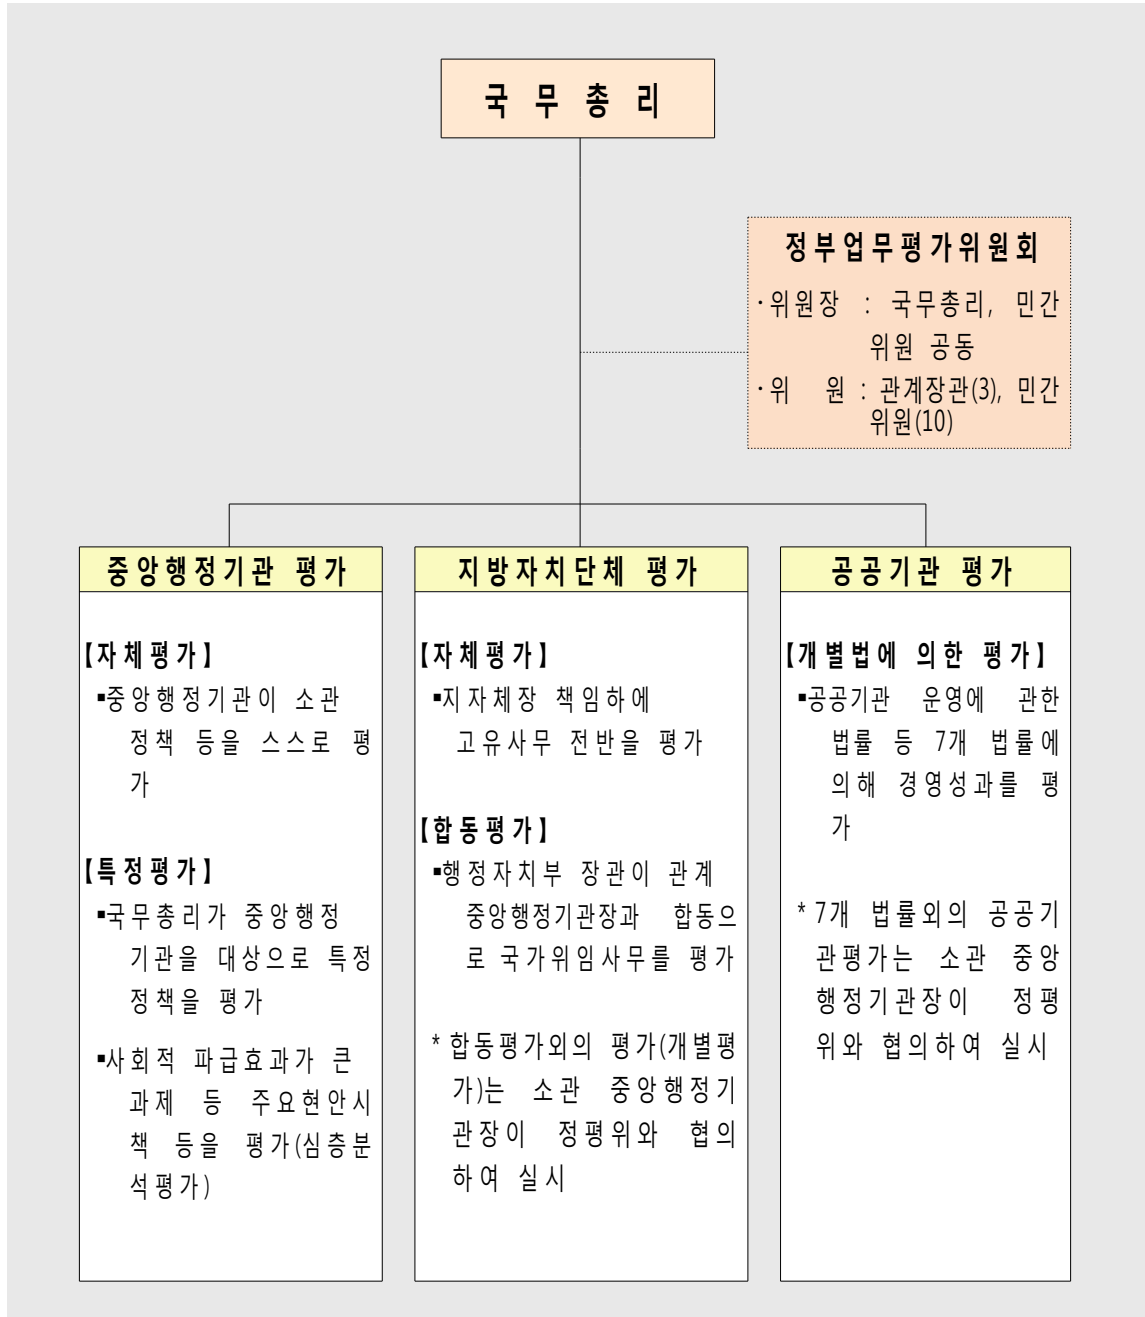 국무총리
정부업무평가위원회
·위원장 : 국무총리, 민간
위원 공동
·위 원 : 관계장관(3), 민간
위원(10)
중앙행정기관 평가
【자체평가】
▪중앙행정기관이 소관
정책 등을 스스로 평
가
【특정평가】
▪국무총리가 중앙행정
기관을 대상으로 특정
정책을 평가
▪사회적 파급효과가 큰
과제 등 주요현안시
책 등을 평가(심층분
석평가)
지방자치단체 평가
【자체평가】
▪지자체장 책임하에
고유사무 전반을 평가
【합동평가】
▪행정자치부 장관이 관계
중앙행정기관장과 합동으
로 국가위임사무를 평가
* 합동평가외의 평가(개별평
가)는 소관 중앙행정기
관장이 정평위와 협의
하여 실시
공공기관 평가
【개별법에 의한 평가】
▪공공기관 운영에 관한
법률 등 7개 법률에
의해 경영성과를 평
가
* 7개 법률외의 공공기
관평가는 소관 중앙
행정기관장이 정평
위와 협의하여 실시